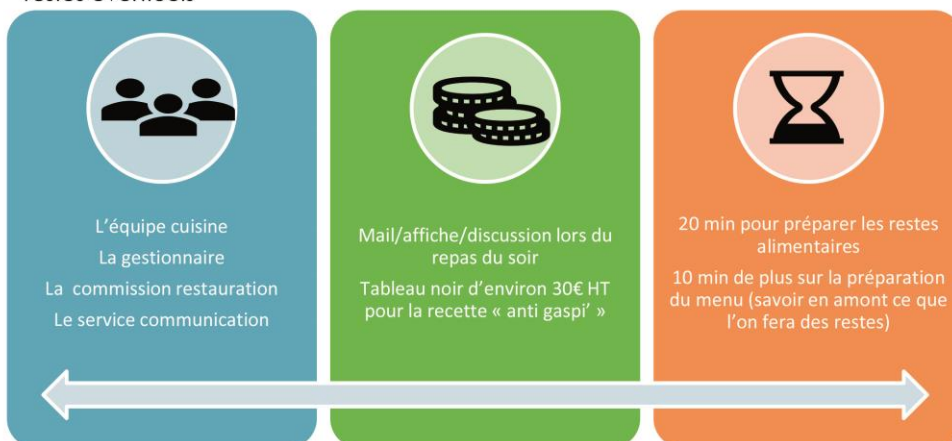 L'équipe cuisine
La gestionnaire
La commission restauration
Le service communication
Mail/affiche/discussion lors du
repas du soir
Tableau noir d'environ 30€ HT
pour la recette « anti gaspi' »
20 min pour préparer les restes
alimentaires
10 min de plus sur la préparation
du menu (savoir en amont ce que
l'on fera des restes)